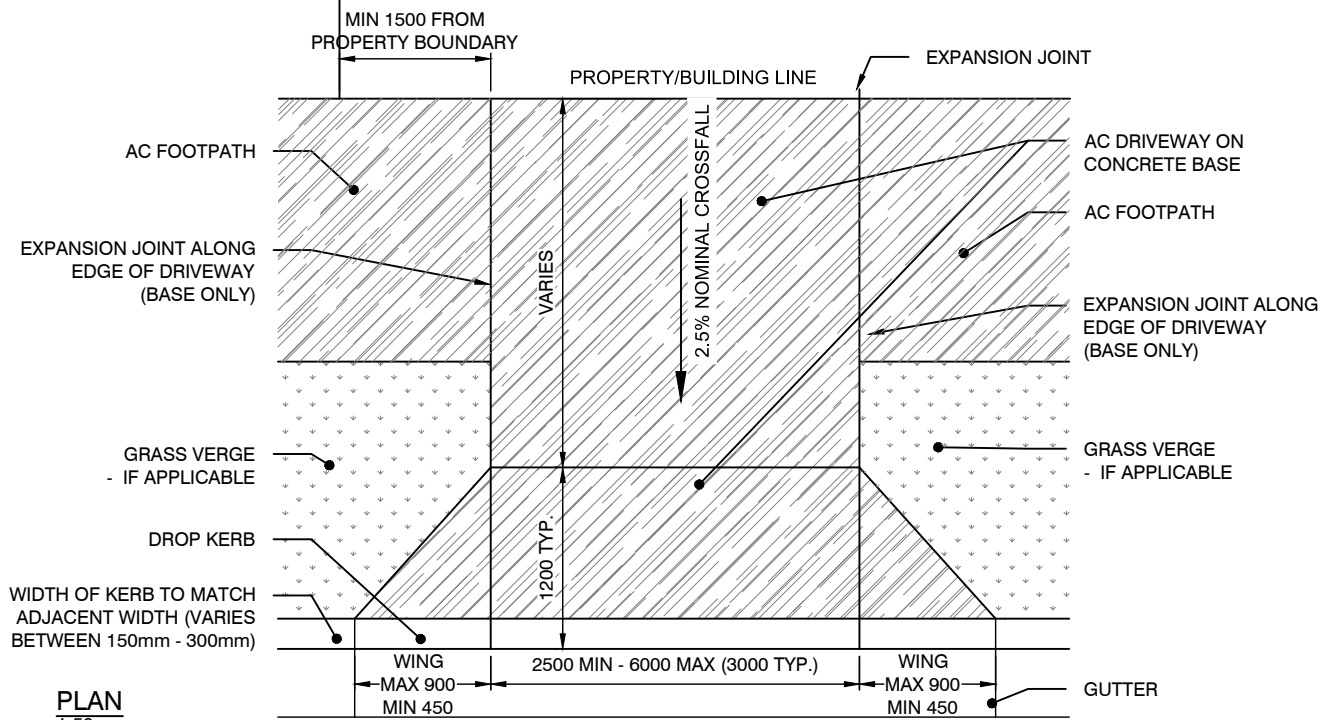 MIN 1500 FROM
PROPERTY BOUNDARY
PROPERTY/BUILDING LINE
EXPANSION JOINT
AC FOOTPATH
AC DRIVEWAY ON
CONCRETE BASE
AC FOOTPATH
EXPANSION JOINT ALONG
EDGE OF DRIVEWAY
(BASE ONLY)
VARIES
2.5% NOMINAL CROSSFALL
EXPANSION JOINT ALONG
EDGE OF DRIVEWAY
(BASE ONLY)
GRASS VERGE
- IF APPLICABLE
GRASS VERGE
- IF APPLICABLE
DROP KERB
1200 TYP.
WIDTH OF KERB TO MATCH
ADJACENT WIDTH (VARIES
BETWEEN 150mm - 300mm)
WING
MAX 900
MIN 450
2500 MIN - 6000 MAX (3000 TYP.)
WING
MAX 900
MIN 450
GUTTER
PLAN